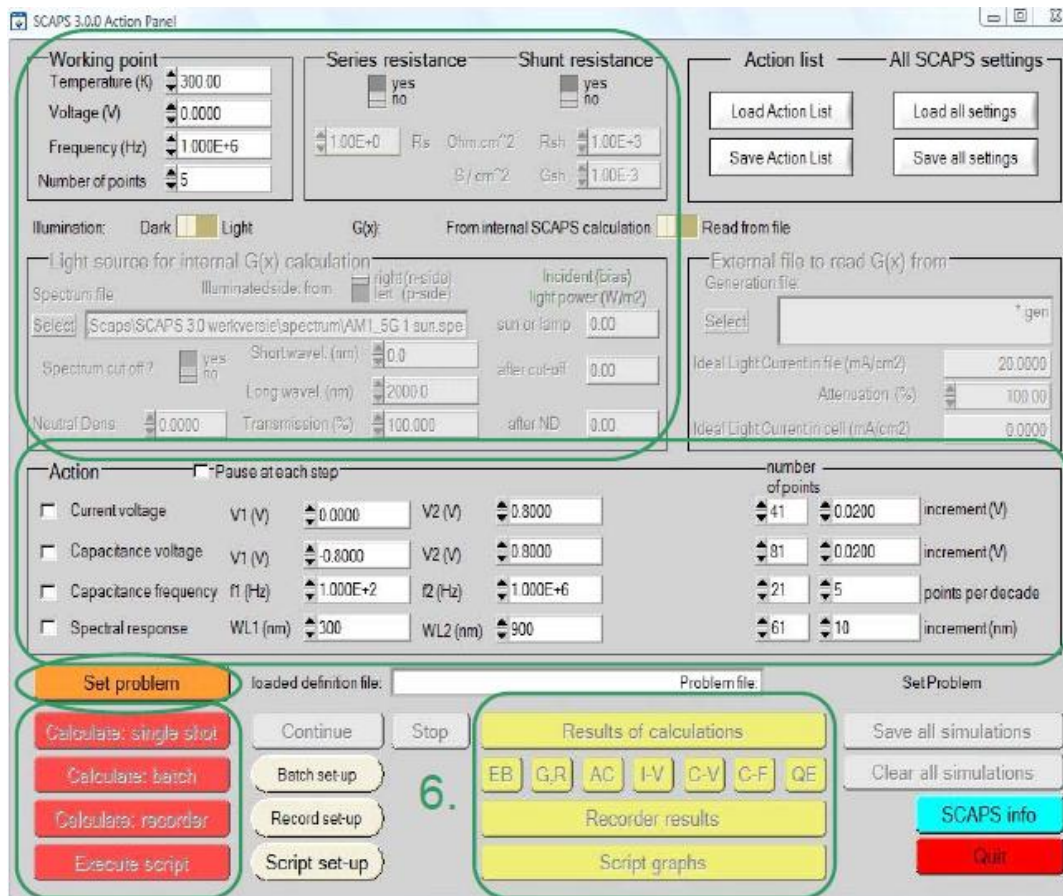 SCAPS 3.0.0 Action Panel
Working point
Temperature (K) 300.00
Voltage (V) 0.0000
Frequency (Hz) 1.000E+6
Number of points 5
Series resistance
yes
no
Shunt resistance
yes
no
1.00E+0 Rs Ohm.cm^2 Rsh 1.00E+3
S / cm^2 Gsh 1.00E-3
Action list
Load Action List
Save Action List
All SCAPS settings
Load all settings
Save all settings
Illumination: Dark Light G(x): From internal SCAPS calculation Read from file
Light source for internal G(x) calculation
Spectrum file Illuminated side: from right (n-side)
left (p-side)
Incident (bias)
light power (W/m2)
Select Scaps\SCAPS 3.0 werkversie\spectrum\AM1_5G 1 sun.spe sun or lamp 0.00
Spectrum cut off ? yes
no
Short wavel. (nm) 0.0
after cut-off 0.00
Long wavel. (nm) 2000.0
Neutral Dens. 0.0000 Transmission (%) 100.000 after ND 0.00
External file to read G(x) from
Generation file:
Select *.gen
Ideal Light Current in file (mA/cm2) 20.0000
Attenuation (%) 100.00
Ideal Light Current in cell (mA/cm2) 0.0000
Action Pause at each step number
of points
Current voltage V1 (V) 0.0000 V2 (V) 0.8000 41 0.0200 increment (V)
Capacitance voltage V1 (V) -0.8000 V2 (V) 0.8000 81 0.0200 increment (V)
Capacitance frequency f1 (Hz) 1.000E+2 f2 (Hz) 1.000E+6 21 5 points per decade
Spectral response WL1 (nm) 300 WL2 (nm) 900 61 10 increment (nm)
Set problem loaded definition file: Problem file: Set Problem
Calculate: single shot Continue Stop Results of calculations Save all simulations
Calculate: batch Batch set-up 6. EB G,R AC I-V C-V C-F QE Clear all simulations
Calculate: recorder Record set-up Recorder results SCAPS info
Execute script Script set-up Script graphs Quit